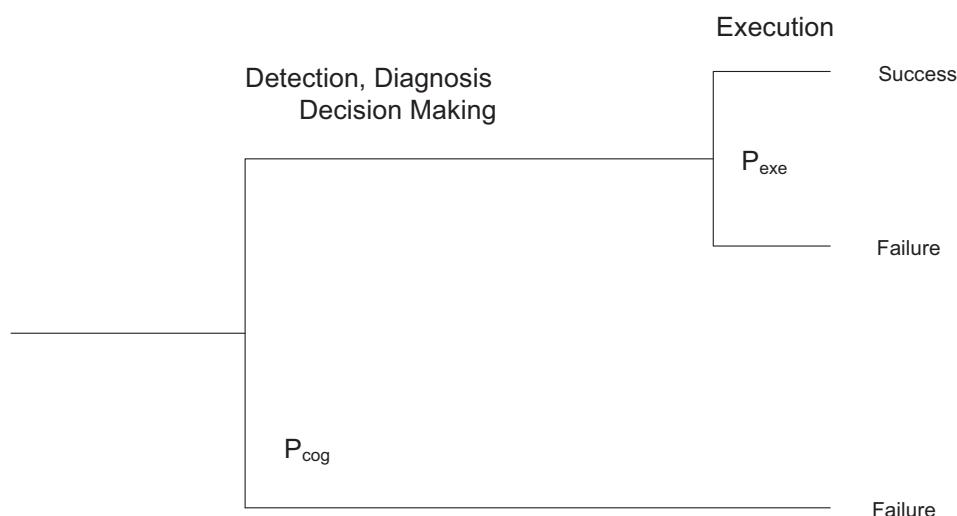 Execution
Success
Detection, Diagnosis
Decision Making
Pexe
Failure
Pcog
Failure